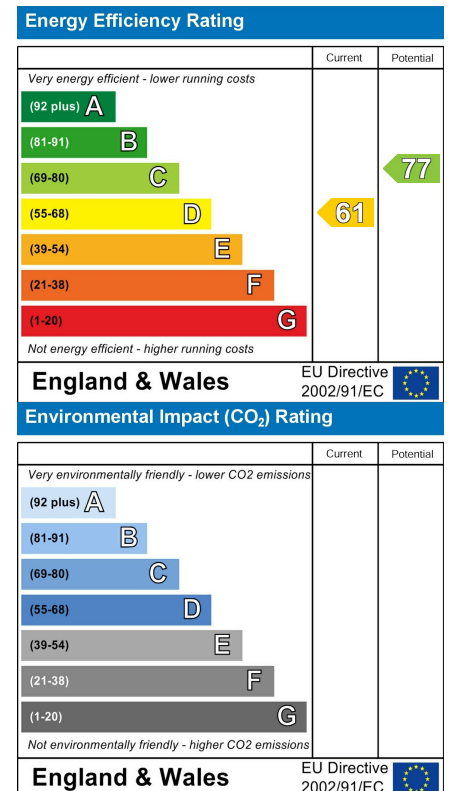 Energy Efficiency Rating
Current Potential
Very energy efficient - lower running costs
(92 plus) A
(81-91) B
(69-80) C
77
(55-68) D
61
(39-54) E
(21-38) F
(1-20) G
Not energy efficient - higher running costs
England & Wales
EU Directive
2002/91/EC
Environmental Impact (CO₂) Rating
Current Potential
Very environmentally friendly - lower CO2 emissions
(92 plus) A
(81-91) B
(69-80) C
(55-68) D
(39-54) E
(21-38) F
(1-20) G
Not environmentally friendly - higher CO2 emissions
England & Wales
EU Directive
2002/91/EC